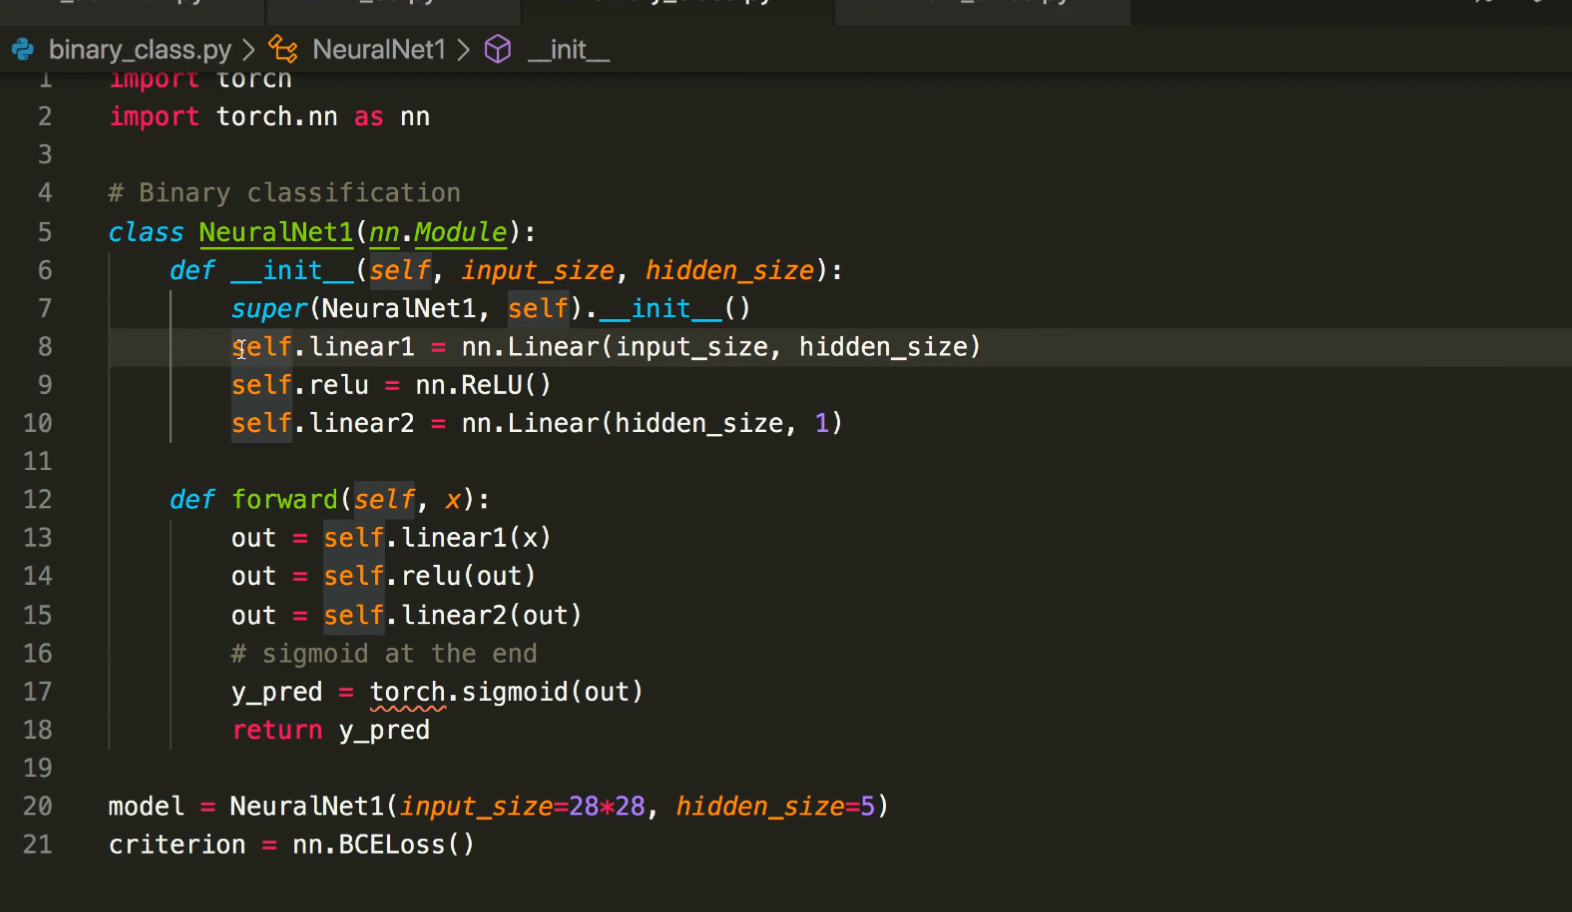 binary_class.py > NeuralNet1 > __init__
1 import torch
2 import torch.nn as nn
3
4 # Binary classification
5 class NeuralNet1(nn.Module):
6     def __init__(self, input_size, hidden_size):
7         super(NeuralNet1, self).__init__()
8         self.linear1 = nn.Linear(input_size, hidden_size)
9         self.relu = nn.ReLU()
10         self.linear2 = nn.Linear(hidden_size, 1)
11
12     def forward(self, x):
13         out = self.linear1(x)
14         out = self.relu(out)
15         out = self.linear2(out)
16         # sigmoid at the end
17         y_pred = torch.sigmoid(out)
18         return y_pred
19
20 model = NeuralNet1(input_size=28*28, hidden_size=5)
21 criterion = nn.BCELoss()